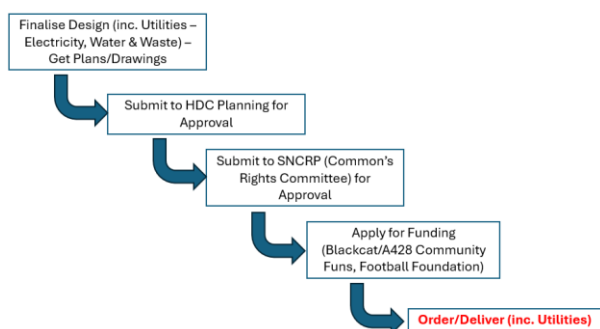 Finalise Design (inc. Utilities –
Electricity, Water & Waste) –
Get Plans/Drawings
Submit to HDC Planning for
Approval
Submit to SNCRP (Common's
Rights Committee) for
Approval
Apply for Funding
(Blackcat/A428 Community
Funs, Football Foundation)
Order/Deliver (inc. Utilities)